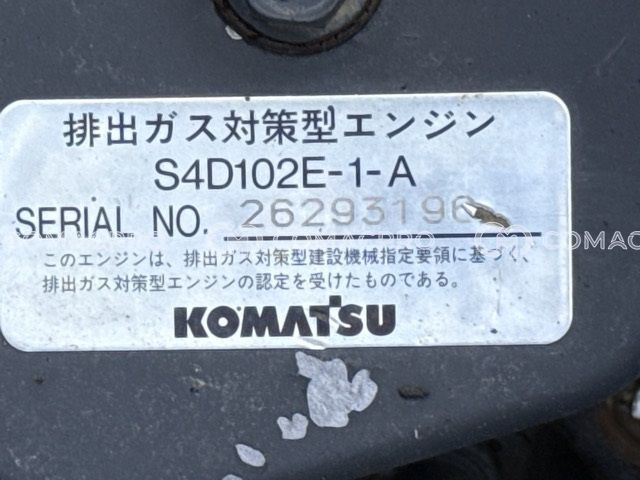 排出ガス対策型エンジン
S4D102E-1-A
SERIAL NO. 26293196
COMACPRO COMAC
このエンジンは、排出ガス対策型建設機械指定要領に基づく、
排出ガス対策型エンジンの認定を受けたものである。
KOMATSU